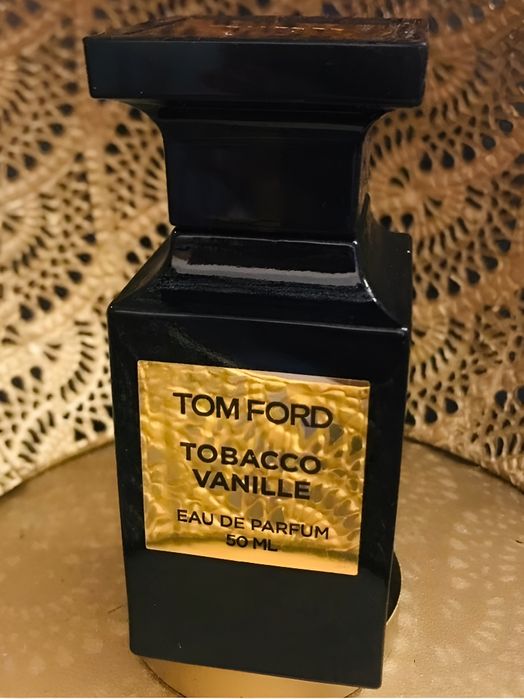 TOM FORD
TOBACCO
VANILLE
EAU DE PARFUM
50 ML